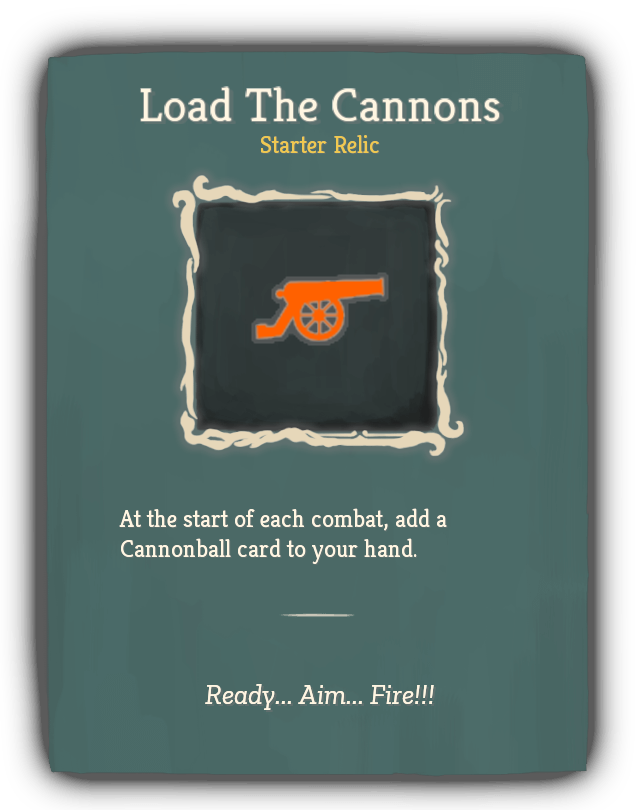 Load The Cannons
Starter Relic
At the start of each combat, add a
Cannonball card to your hand.
Ready... Aim... Fire!!!